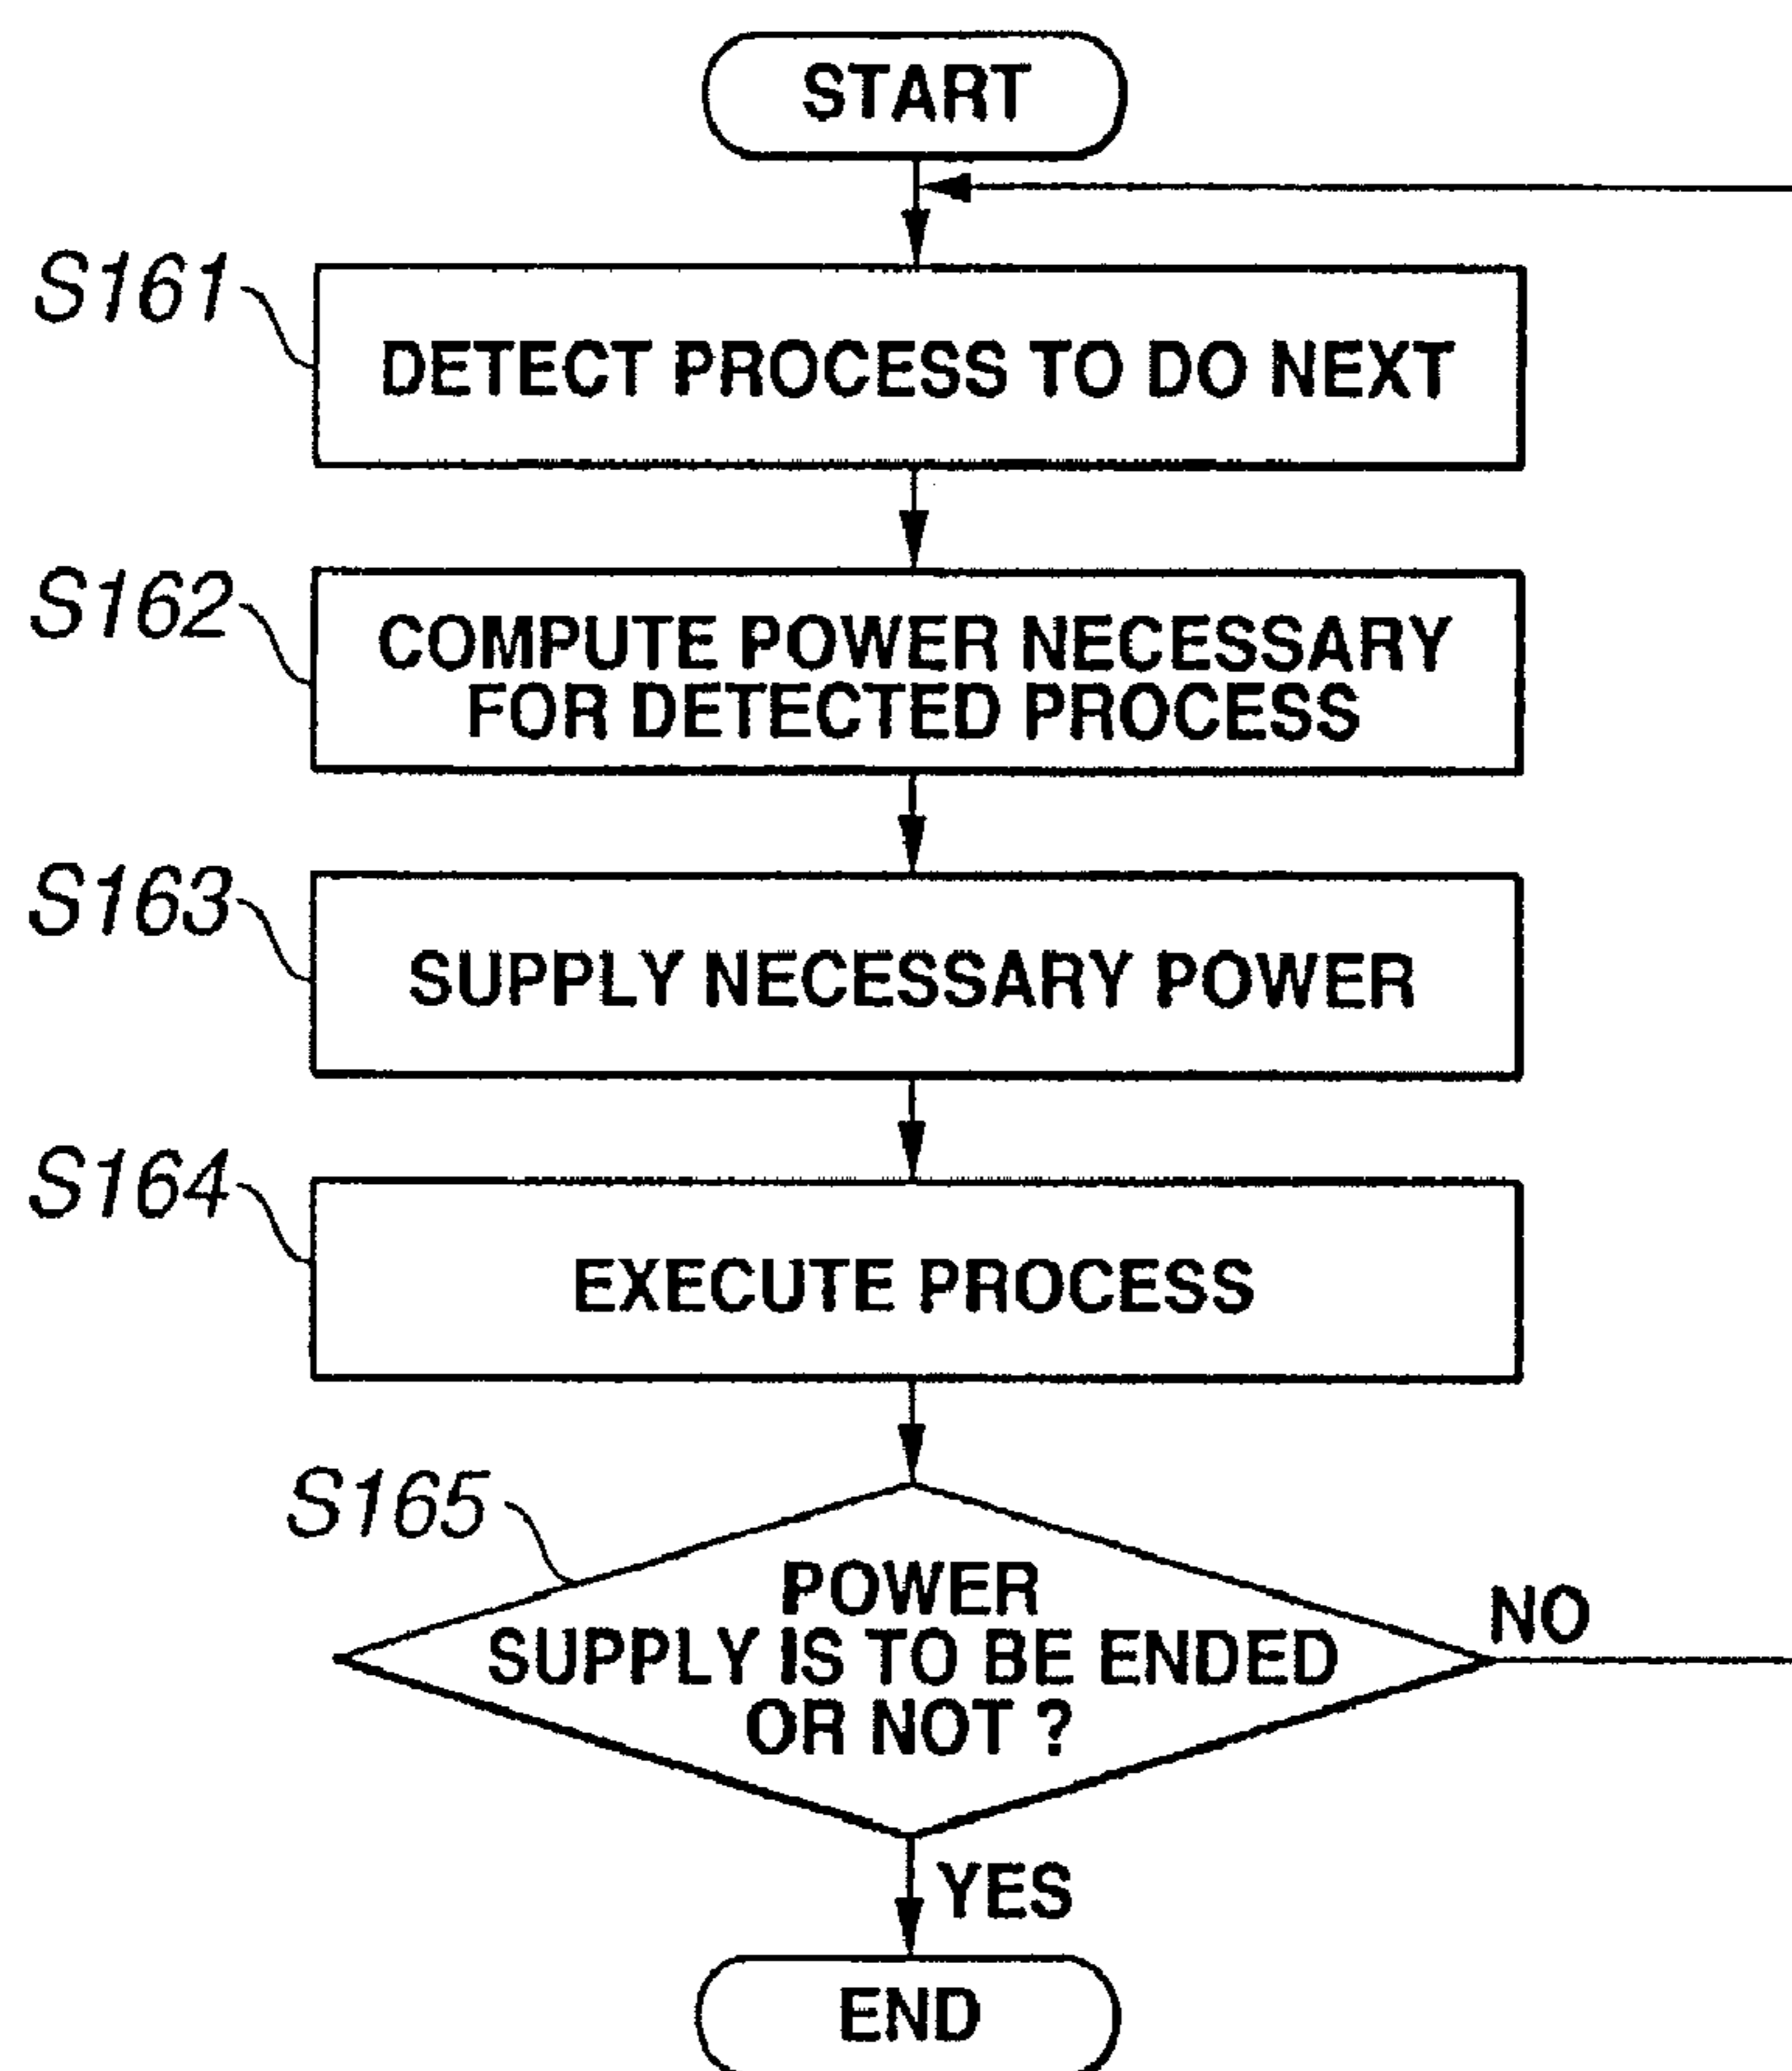 START
S161
DETECT PROCESS TO DO NEXT
S162
COMPUTE POWER NECESSARY
FOR DETECTED PROCESS
S163
SUPPLY NECESSARY POWER
S164
EXECUTE PROCESS
S165
POWER
SUPPLY IS TO BE ENDED
OR NOT ?
NO
YES
END